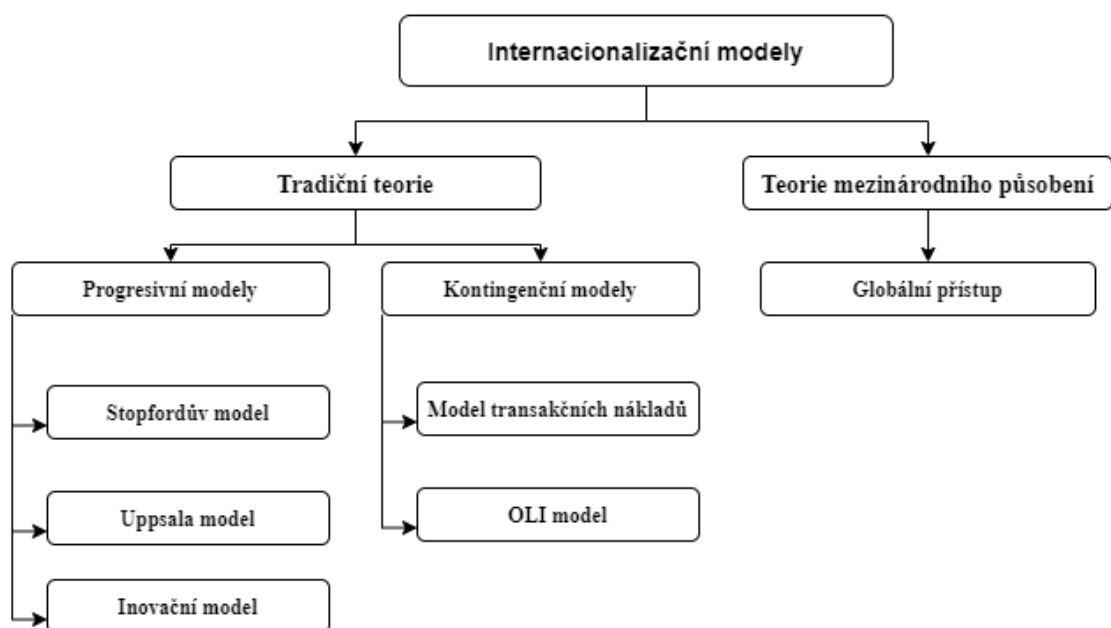 Internacionalizační modely
Tradiční teorie
Teorie mezinárodního působení
Progresivní modely
Kontingenční modely
Globální přístup
Stopfordův model
Model transakčních nákladů
Uppsala model
OLI model
Inovační model